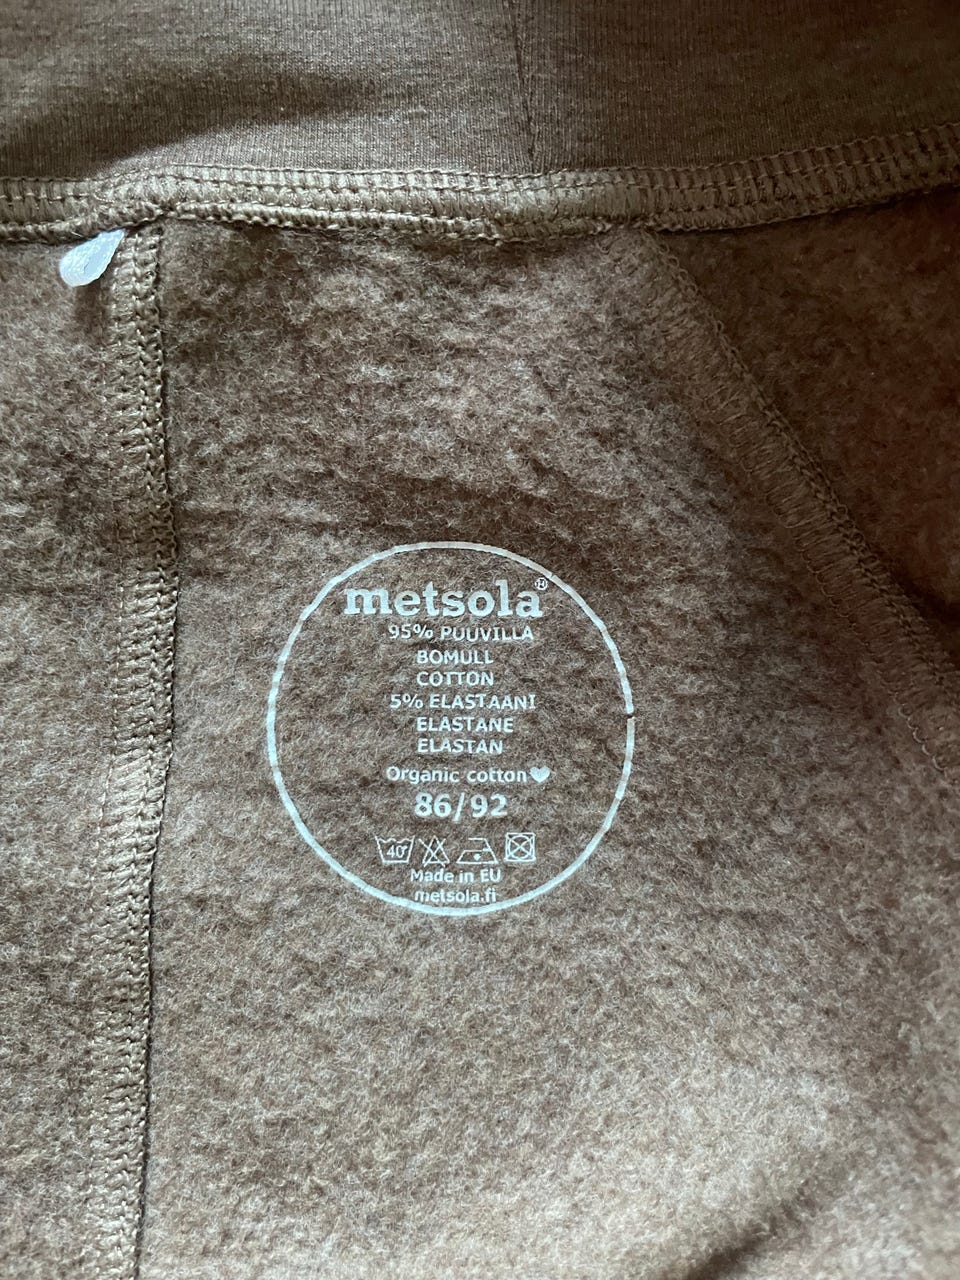 metsola®
95% PUUVILLA
BOMULL
COTTON
5% ELASTAANI
ELASTANE
ELASTAN
Organic cotton♥
86/92
40°
Made in EU
metsola.fi